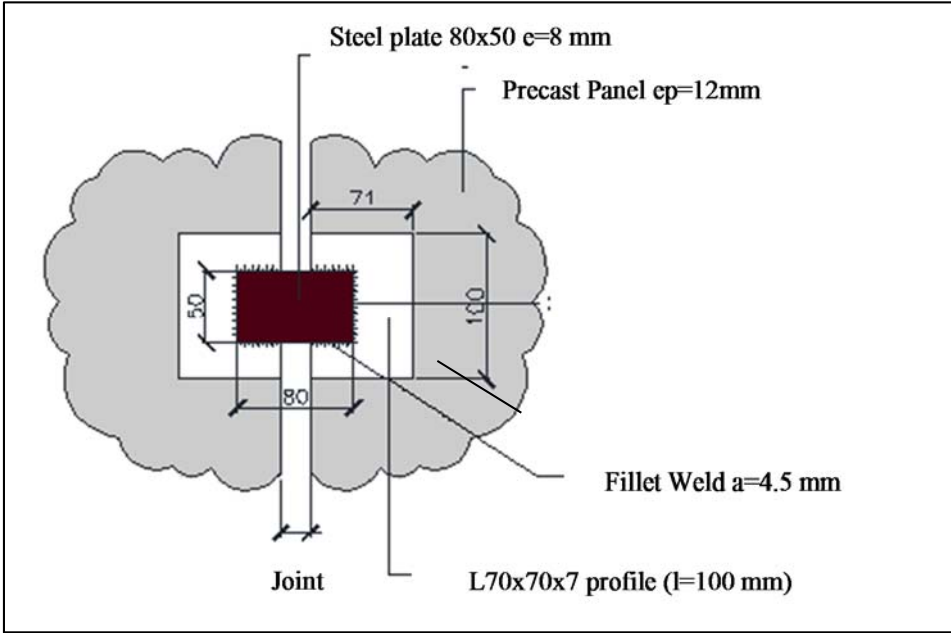 Steel plate 80x50 e=8 mm
Precast Panel ep=12mm
71
50
100
80
Fillet Weld a=4.5 mm
Joint
L70x70x7 profile (l=100 mm)